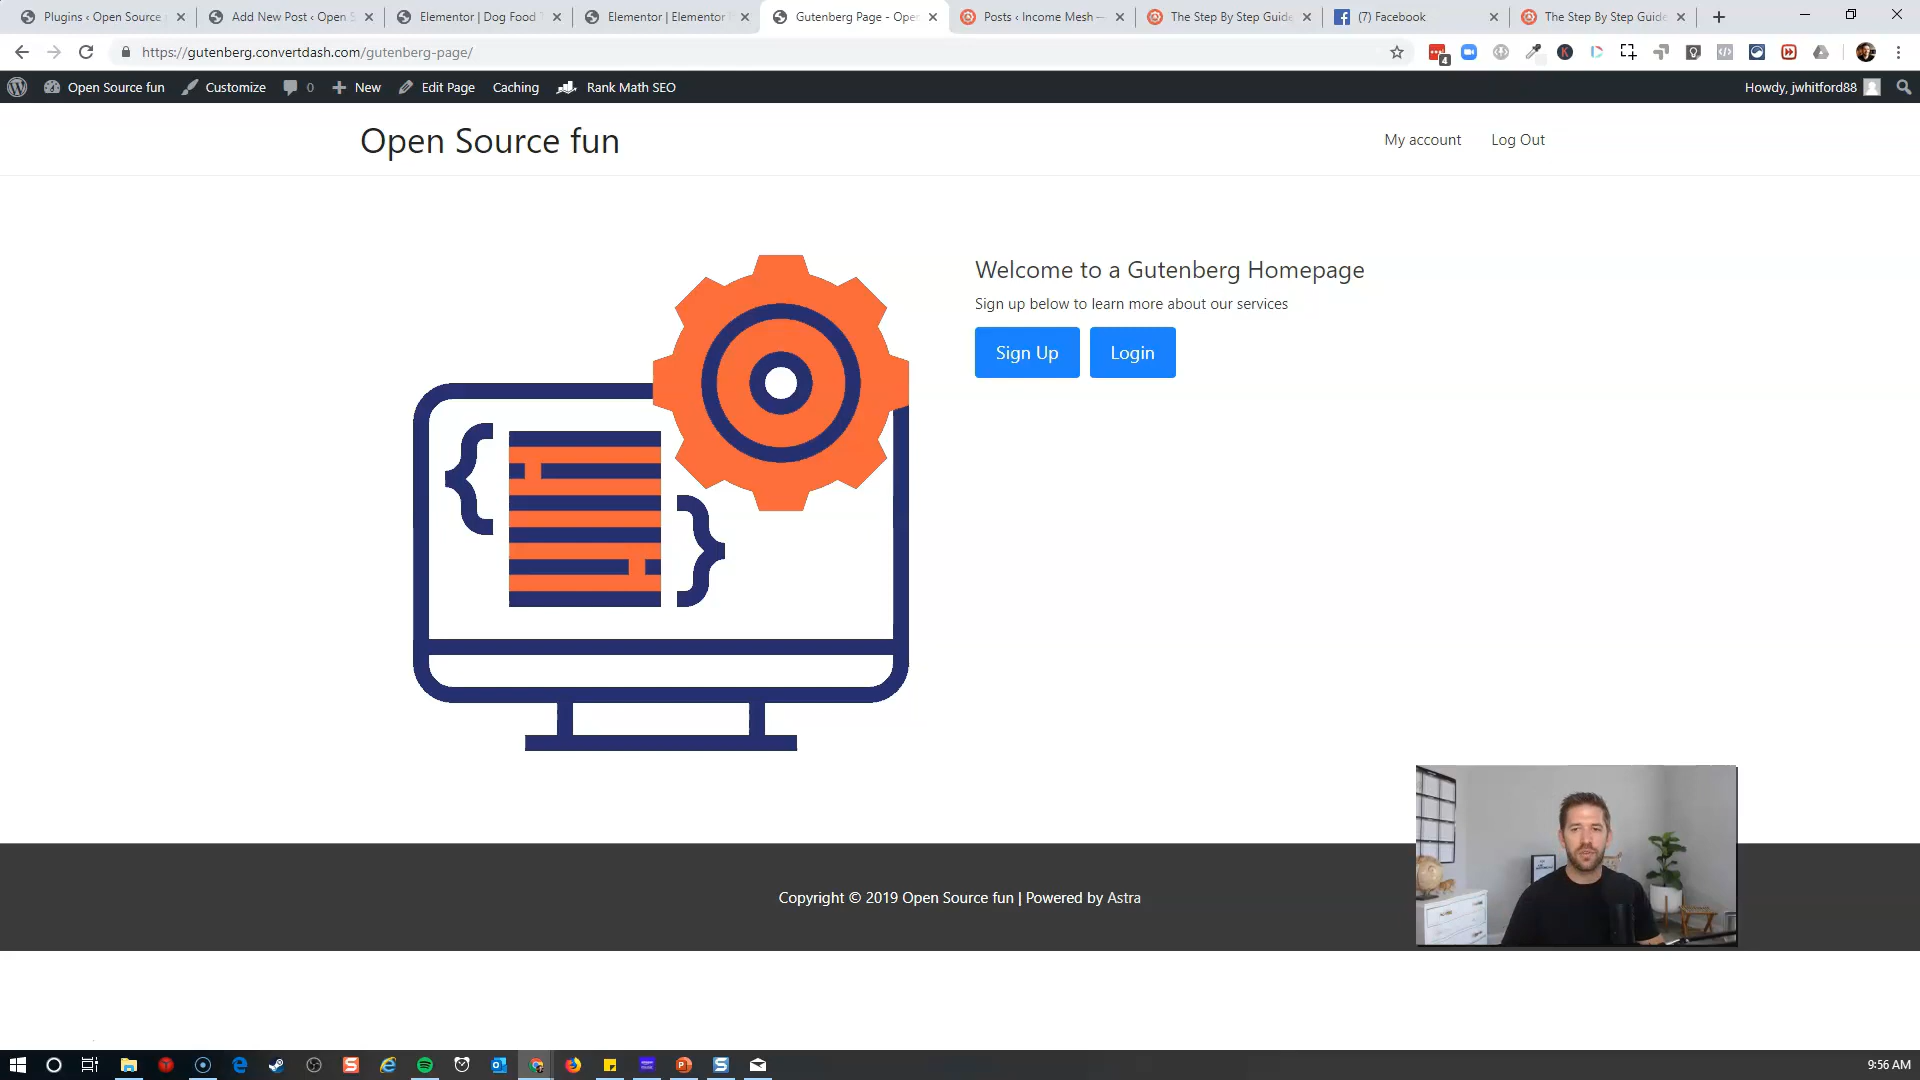 Plugins ‹ Open Source
Add New Post ‹ Open S
Elementor | Dog Food T
Elementor | Elementor
Gutenberg Page - Open
Posts ‹ Income Mesh —
The Step By Step Guide
(7) Facebook
The Step By Step Guide
https://gutenberg.convertdash.com/gutenberg-page/
4
Open Source fun
Customize
0
New
Edit Page
Caching
Rank Math SEO
Howdy, jwhitford88
Open Source fun
My account
Log Out
Welcome to a Gutenberg Homepage
Sign up below to learn more about our services
Sign Up
Login
Copyright © 2019 Open Source fun | Powered by Astra
9:56 AM